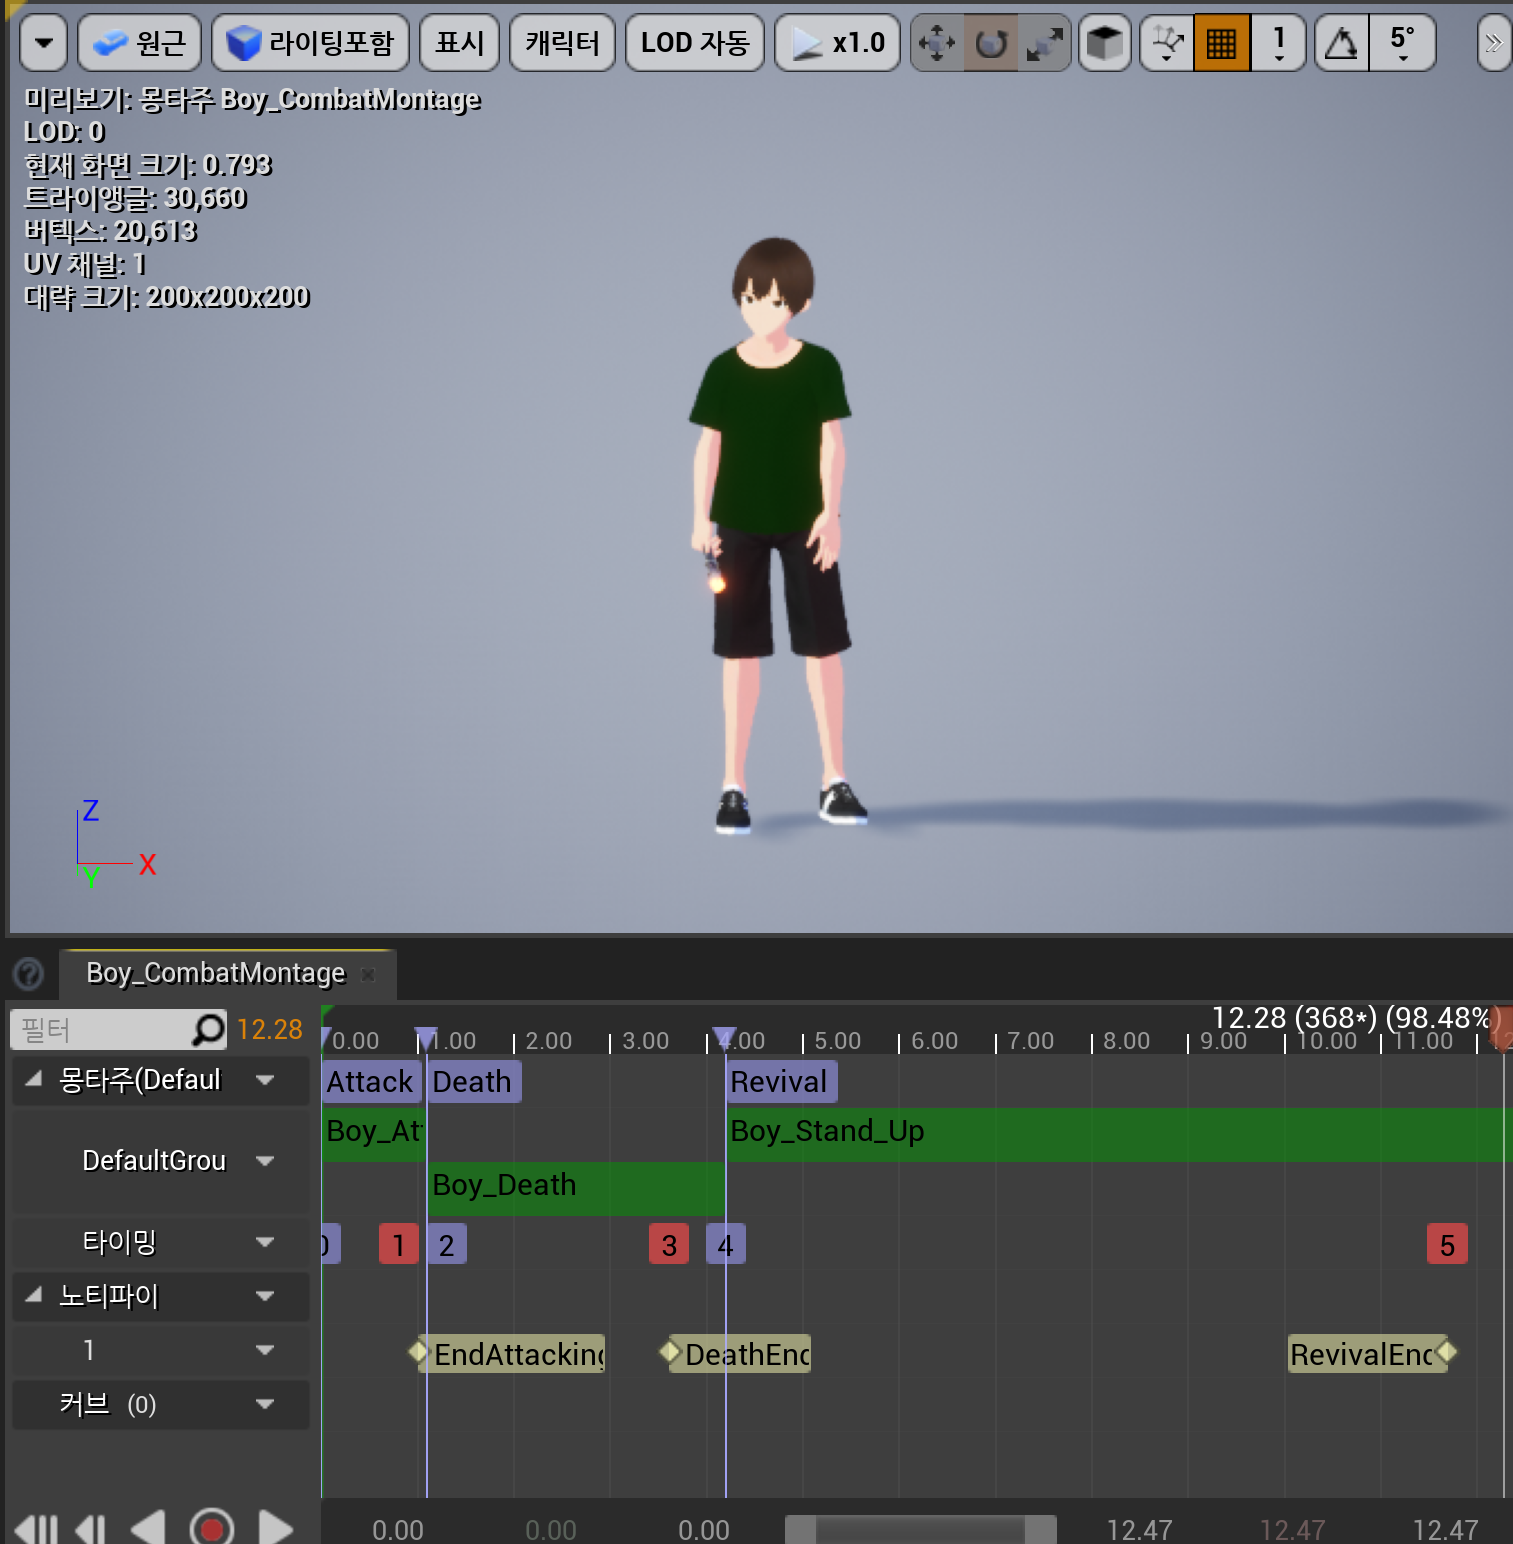 원근 라이팅포함 표시 캐릭터 LOD 자동 x1.0 1 5°
미리보기: 몽타주 Boy_CombatMontage
LOD: 0
현재 화면 크기: 0.793
트라이앵글: 30,660
버텍스: 20,613
UV 채널: 1
대략 크기: 200x200x200
Z
X
Y
Boy_CombatMontage
필터 12.28
12.28 (368*) (98.48%)
0.00 1.00 2.00 3.00 4.00 5.00 6.00 7.00 8.00 9.00 10.00 11.00
몽타주(Defaul Attack Death Revival
Boy_At Boy_Stand_Up
DefaultGrou
Boy_Death
타이밍 0 1 2 3 4 5
노티파이
1 EndAttacking DeathEnd RevivalEnd
커브 (0)
0.00 0.00 0.00 12.47 12.47 12.47